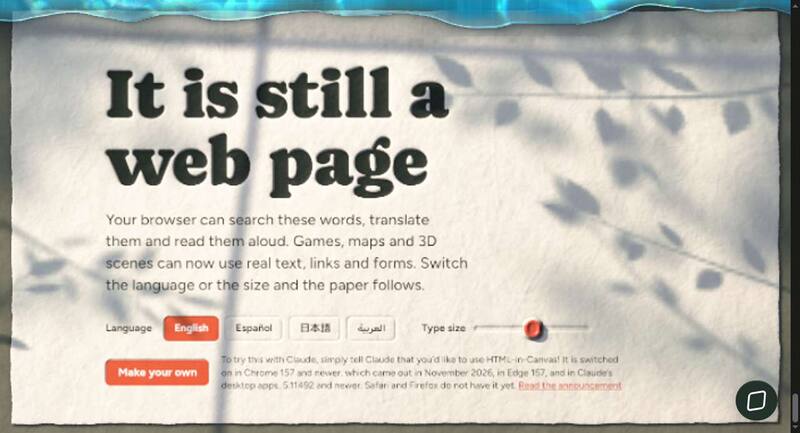 It is still a
web page
Your browser can search these words, translate
them and read them aloud. Games, maps and 3D
scenes can now use real text, links and forms. Switch
the language or the size and the paper follows.
Language English Español 日本語 العربية Type size
Make your own
To try this with Claude, simply tell Claude that you'd like to use HTML-in-Canvas! It is switched
on in Chrome 157 and newer, which came out in November 2026, in Edge 157, and in Claude's
desktop apps, 5.11492 and newer. Safari and Firefox do not have it yet. Read the announcement